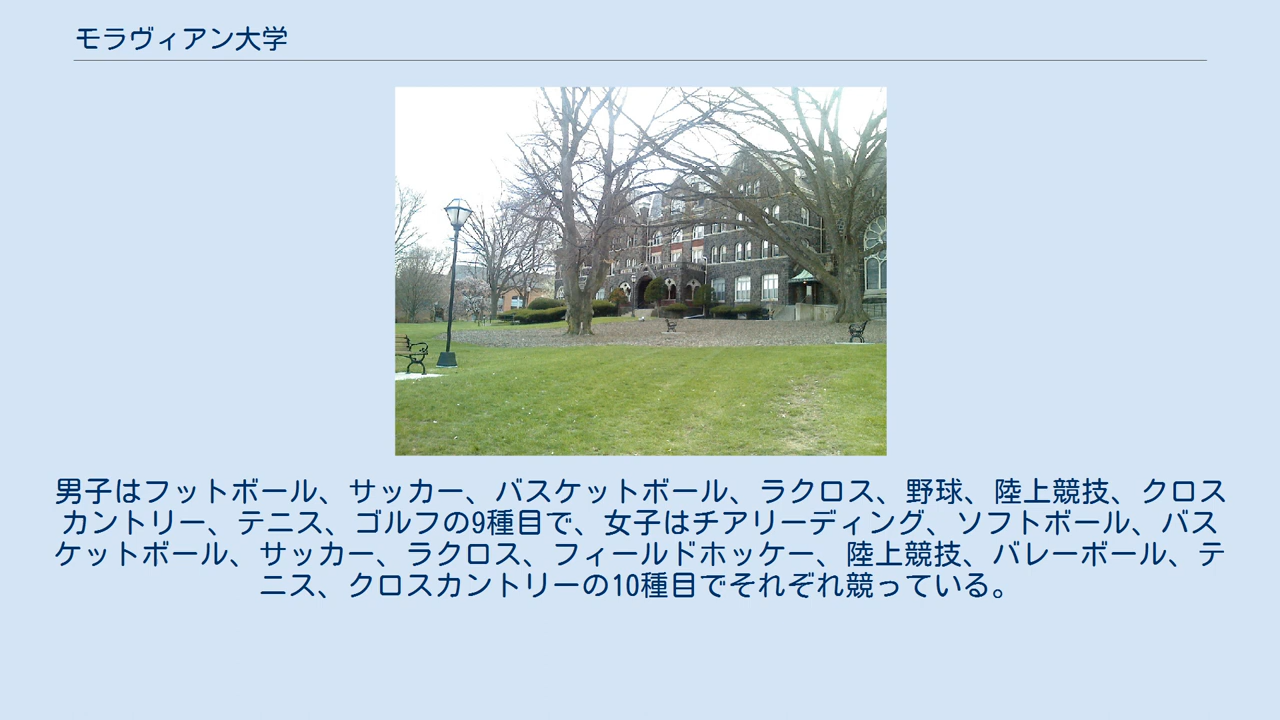 モラヴィアン大学
男子はフットボール、サッカー、バスケットボール、ラクロス、野球、陸上競技、クロス
カントリー、テニス、ゴルフの9種目で、女子はチアリーディング、ソフトボール、バス
ケットボール、サッカー、ラクロス、フィールドホッケー、陸上競技、バレーボール、テ
ニス、クロスカントリーの10種目でそれぞれ競っている。